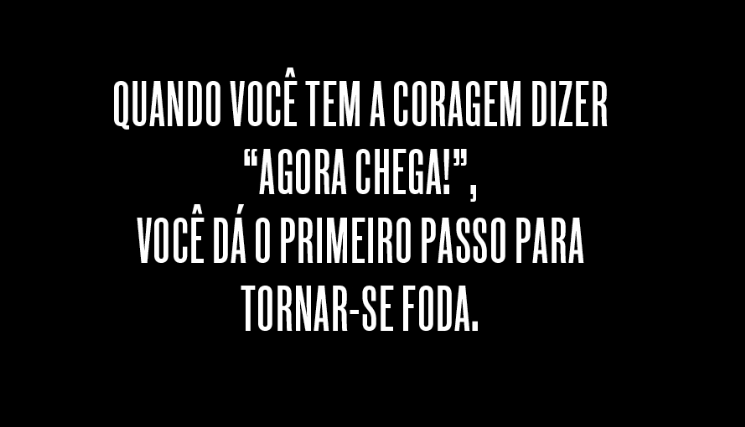 QUANDO VOCÊ TEM A CORAGEM DIZER
“AGORA CHEGA!”,
VOCÊ DÁ O PRIMEIRO PASSO PARA
TORNAR-SE FODA.